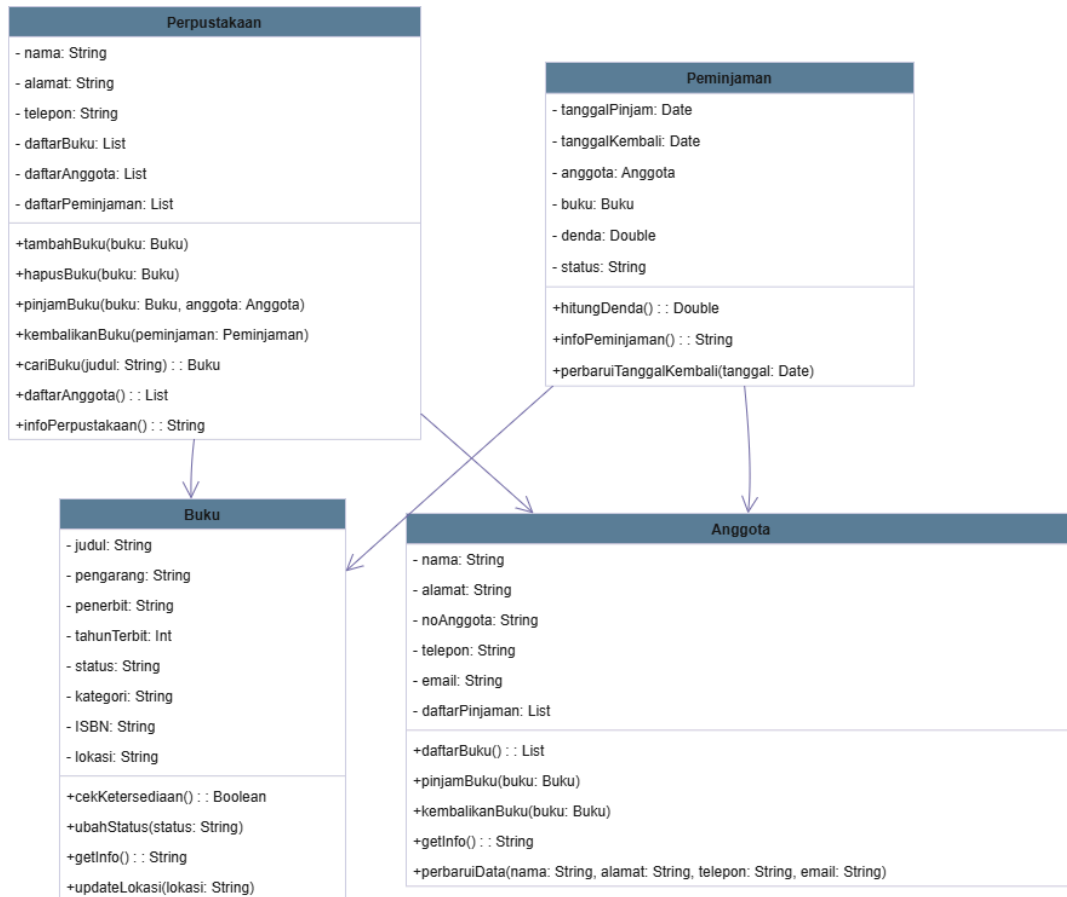 Perpustakaan
- nama: String
- alamat: String
- telepon: String
- daftarBuku: List
- daftarAnggota: List
- daftarPeminjaman: List
+tambahBuku(buku: Buku)
+hapusBuku(buku: Buku)
+pinjamBuku(buku: Buku, anggota: Anggota)
+kembalikanBuku(peminjaman: Peminjaman)
+cariBuku(judul: String) : : Buku
+daftarAnggota() : : List
+infoPerpustakaan() : : String
Peminjaman
- tanggalPinjam: Date
- tanggalKembali: Date
- anggota: Anggota
- buku: Buku
- denda: Double
- status: String
+hitungDenda() : : Double
+infoPeminjaman() : : String
+perbaruiTanggalKembali(tanggal: Date)
Buku
- judul: String
- pengarang: String
- penerbit: String
- tahunTerbit: Int
- status: String
- kategori: String
- ISBN: String
- lokasi: String
+cekKetersediaan() : : Boolean
+ubahStatus(status: String)
+getInfo() : : String
+updateLokasi(lokasi: String)
Anggota
- nama: String
- alamat: String
- noAnggota: String
- telepon: String
- email: String
- daftarPinjaman: List
+daftarBuku() : : List
+pinjamBuku(buku: Buku)
+kembalikanBuku(buku: Buku)
+getInfo() : : String
+perbaruiData(nama: String, alamat: String, telepon: String, email: String)